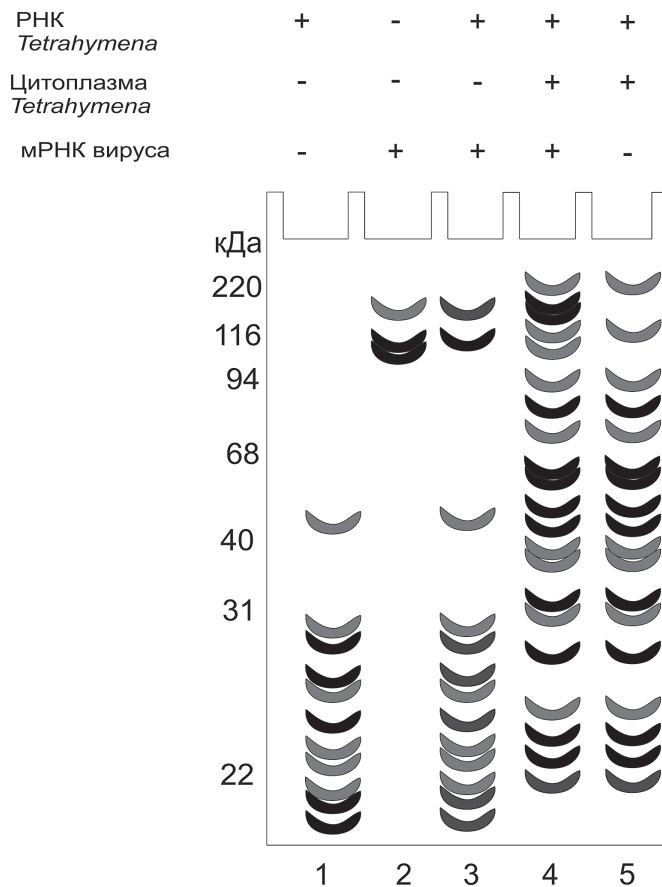 РНК + - + + +
Tetrahymena
Цитоплазма - - - + +
Tetrahymena
мРНК вируса - + + + -
кДа
220
116
94
68
40
31
22
1 2 3 4 5